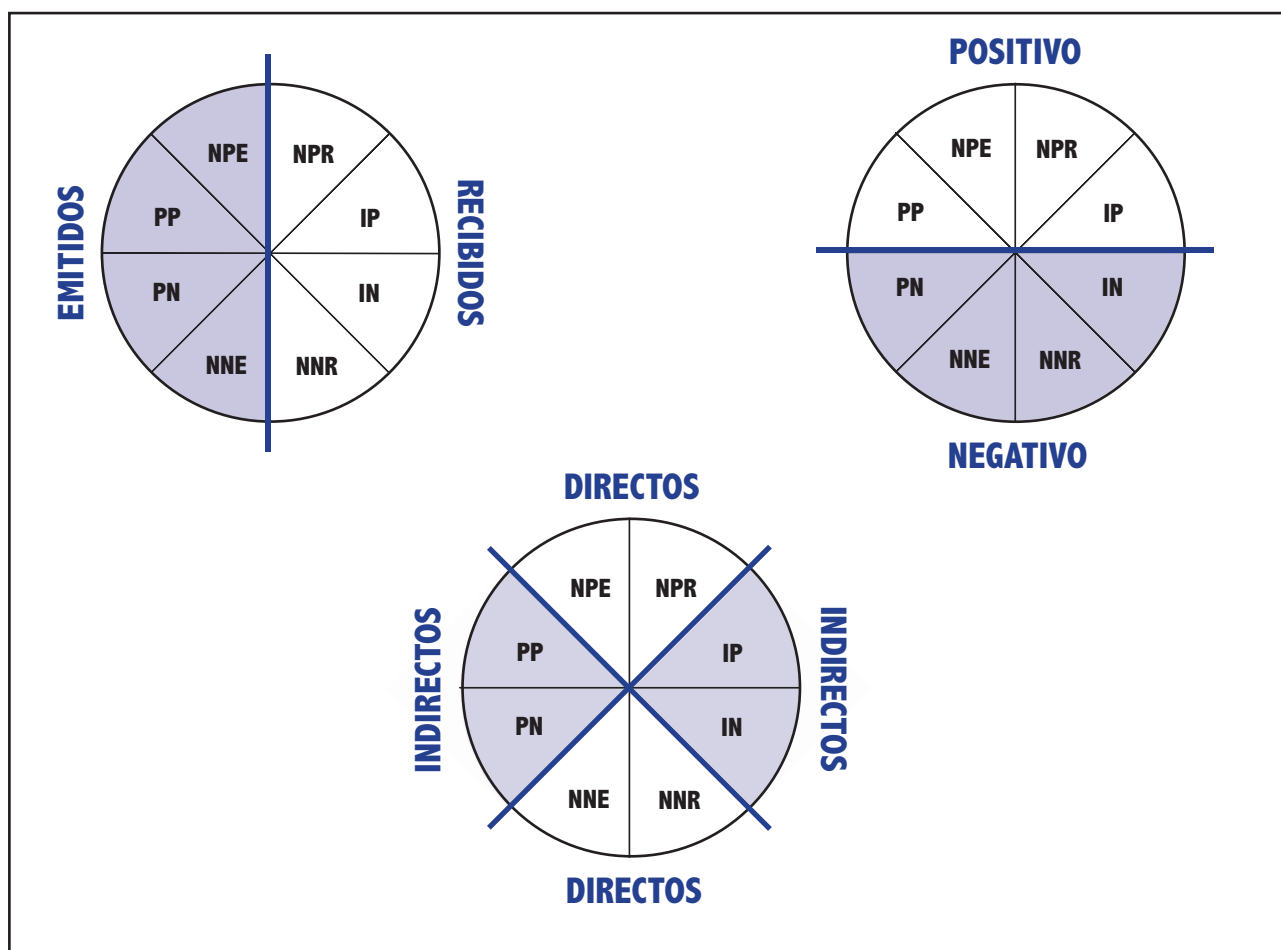 EMITIDOS
NPE NPR
PP IP
PN IN
NNE NNR
RECIBIDOS
POSITIVO
NPE NPR
PP IP
PN IN
NNE NNR
NEGATIVO
DIRECTOS
INDIRECTOS
NPE NPR
PP IP
PN IN
NNE NNR
INDIRECTOS
DIRECTOS